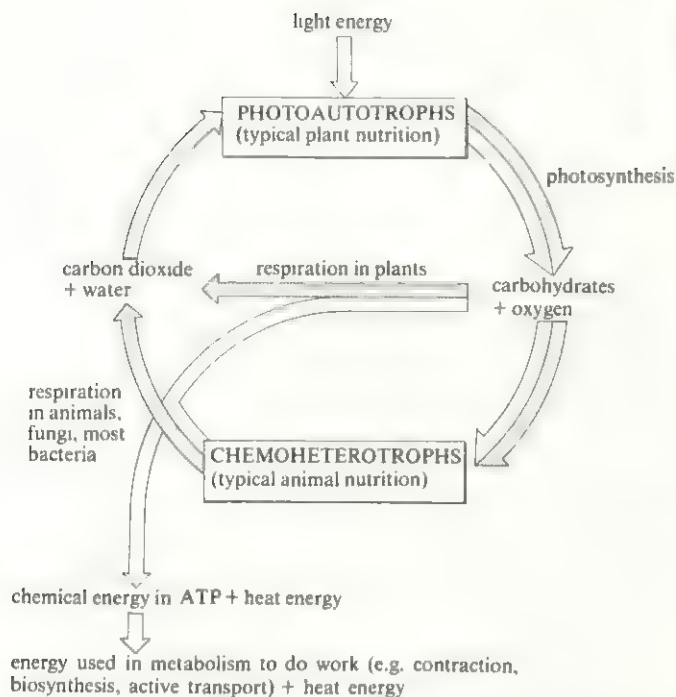 light energy
PHOTOAUTOTROPHS
(typical plant nutrition)
photosynthesis
carbon dioxide
+ water
respiration in plants
carbohydrates
+ oxygen
respiration
in animals,
fungi, most
bacteria
CHEMOHETEROTROPHS
(typical animal nutrition)
chemical energy in ATP + heat energy
energy used in metabolism to do work (e.g. contraction,
biosynthesis, active transport) + heat energy